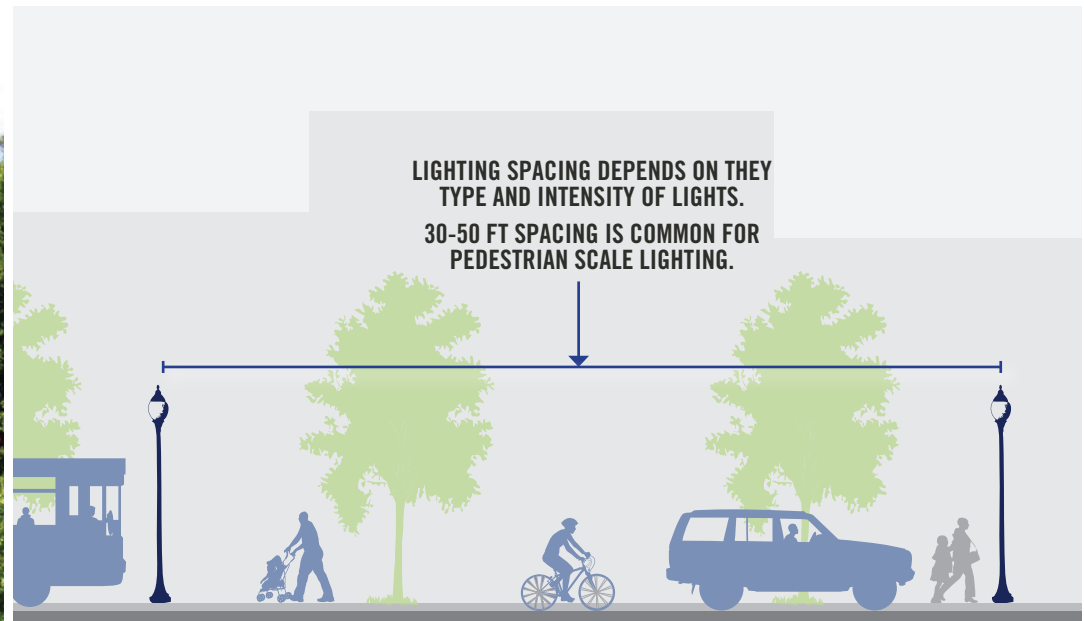 LIGHTING SPACING DEPENDS ON THEY
TYPE AND INTENSITY OF LIGHTS.
30-50 FT SPACING IS COMMON FOR
PEDESTRIAN SCALE LIGHTING.